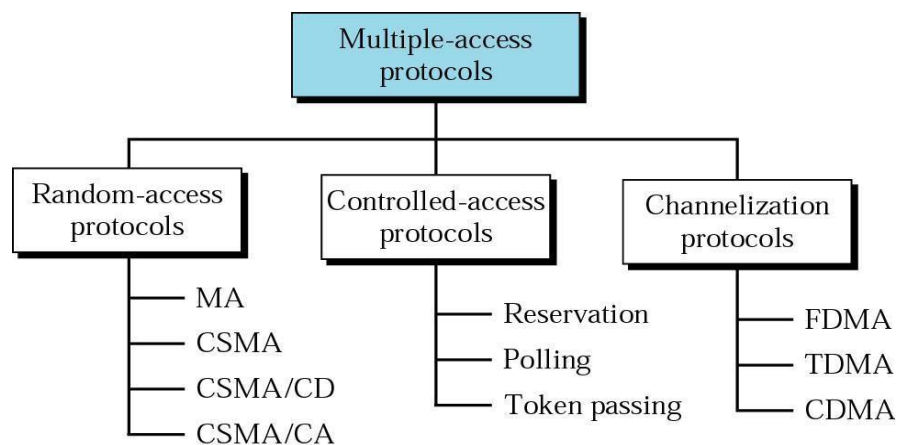 Multiple-access
protocols
Random-access
protocols
Controlled-access
protocols
Channelization
protocols
MA
CSMA
CSMA/CD
CSMA/CA
Reservation
Polling
Token passing
FDMA
TDMA
CDMA